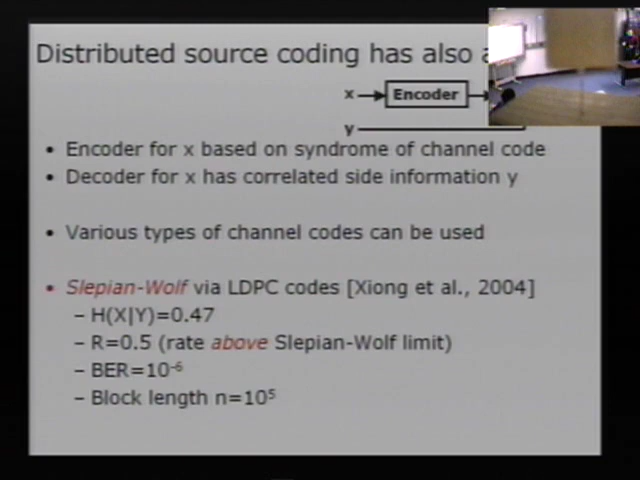 Distributed source coding has also
x
Encoder
y
• Encoder for x based on syndrome of channel code
• Decoder for x has correlated side information y
• Various types of channel codes can be used
• Slepian-Wolf via LDPC codes [Xiong et al., 2004]
– H(X|Y)=0.47
– R=0.5 (rate above Slepian-Wolf limit)
– BER=10⁻⁶
– Block length n=10⁵